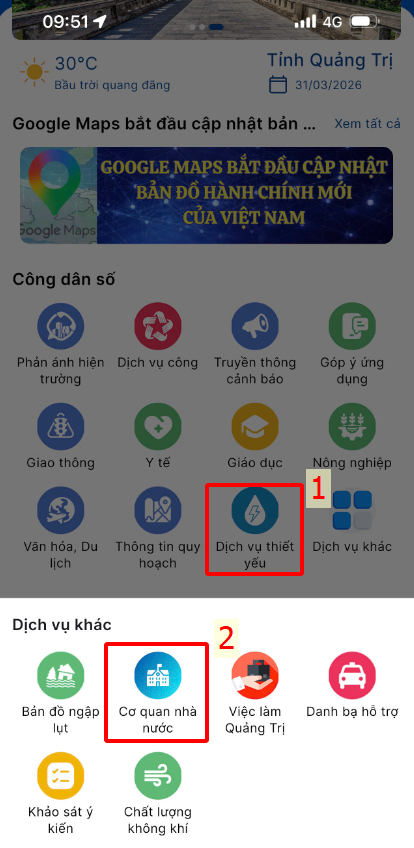 09:51
4G
30°C
Tỉnh Quảng Trị
Bầu trời quang đãng
31/03/2026
Google Maps bắt đầu cập nhật bản ...
Xem tất cả
GOOGLE MAPS BẮT ĐẦU CẬP NHẬT
BẢN ĐỒ HÀNH CHÍNH MỚI
CỦA VIỆT NAM
Google Maps
Công dân số
Phản ánh hiện
trường
Dịch vụ công
Truyền thông
cảnh báo
Góp ý ứng
dụng
Giao thông
Y tế
Giáo dục
Nông nghiệp
1
Văn hóa, Du
lịch
Thông tin quy
hoạch
Dịch vụ thiết
yếu
Dịch vụ khác
Dịch vụ khác
2
Bản đồ ngập
lụt
Cơ quan nhà
nước
Việc làm
Quảng Trị
Danh bạ hỗ trợ
Khảo sát ý
kiến
Chất lượng
không khí